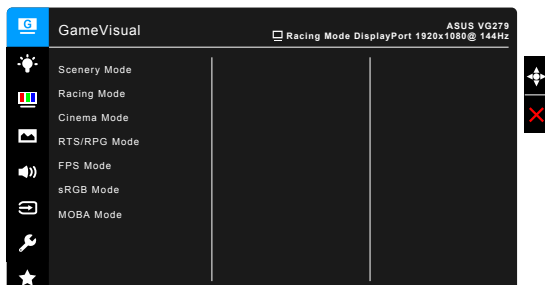 G
GameVisual
ASUS VG279
Racing Mode DisplayPort 1920x1080@ 144Hz
Scenery Mode
Racing Mode
Cinema Mode
RTS/RPG Mode
FPS Mode
sRGB Mode
MOBA Mode